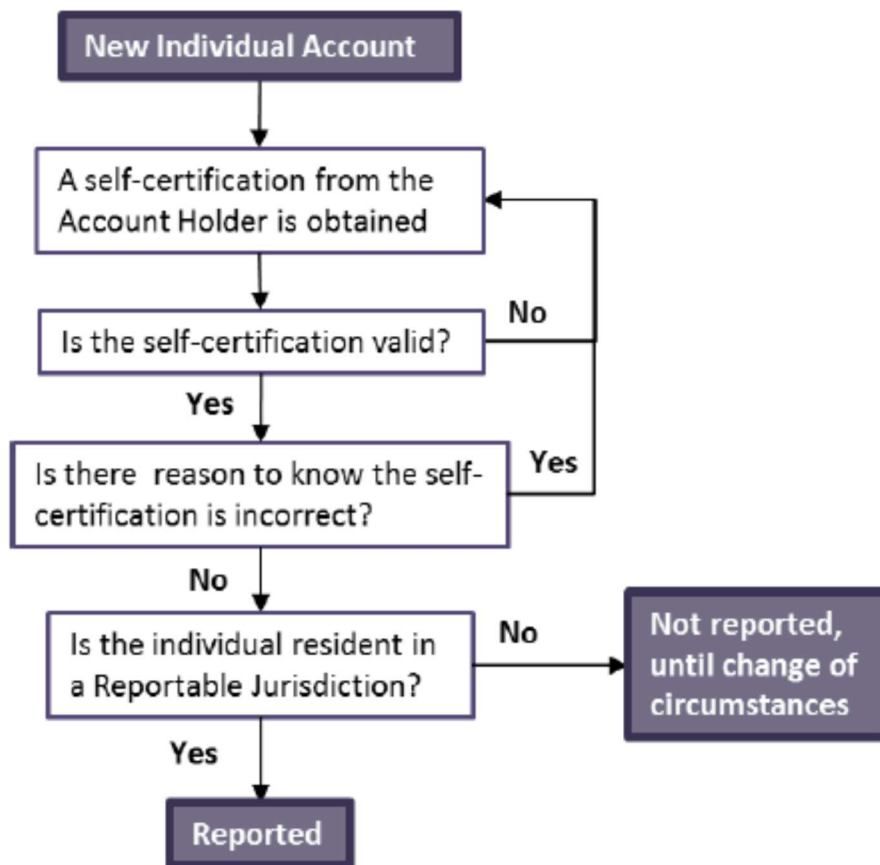 New Individual Account
A self-certification from the
Account Holder is obtained
Is the self-certification valid?
No
Yes
Is there reason to know the self-
certification is incorrect?
Yes
No
Is the individual resident in
a Reportable Jurisdiction?
No
Not reported,
until change of
circumstances
Yes
Reported